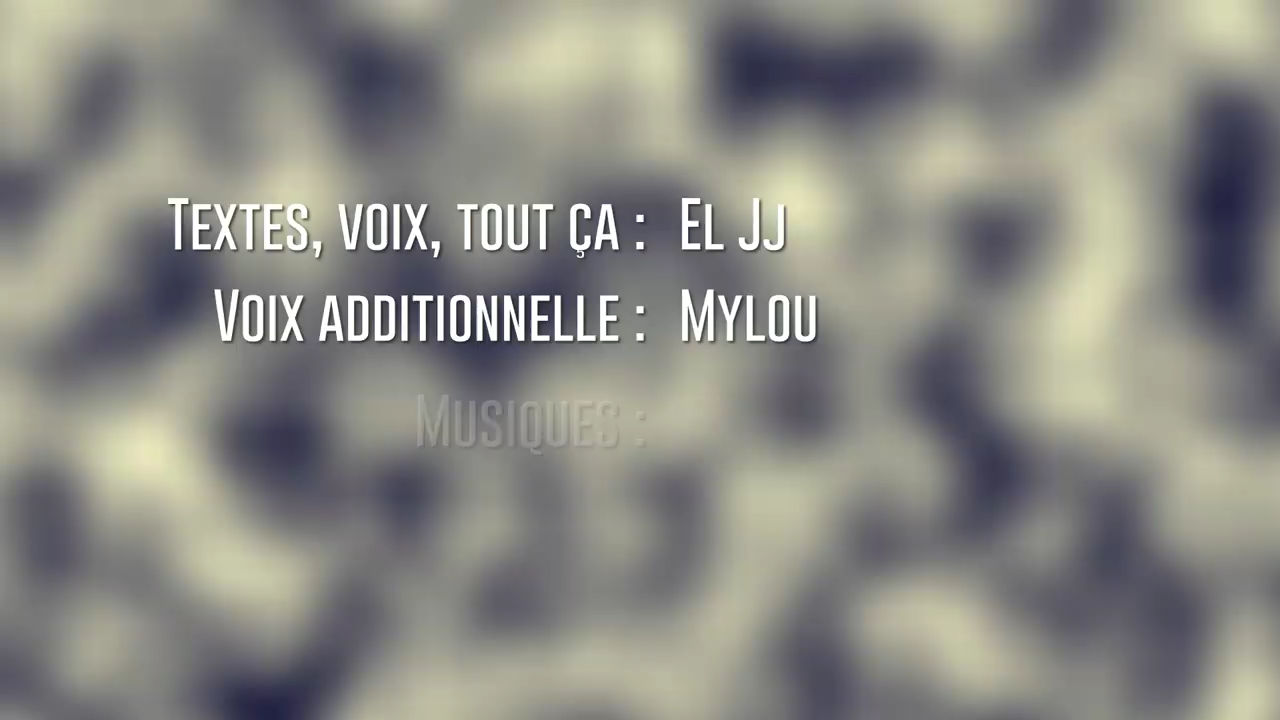 Textes, voix, tout ça : El Jj
Voix additionnelle : Mylou
Musiques :